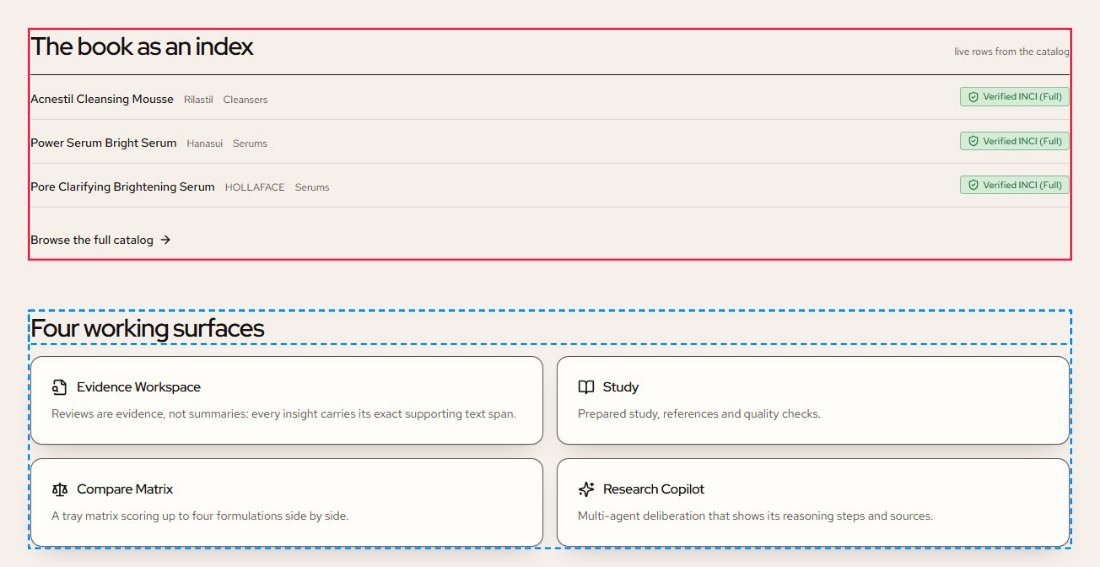 The book as an index
live rows from the catalog
Acnestil Cleansing Mousse Rilastil Cleansers Verified INCI (Full)
Power Serum Bright Serum Hanasui Serums Verified INCI (Full)
Pore Clarifying Brightening Serum HOLLAFACE Serums Verified INCI (Full)
Browse the full catalog →
Four working surfaces
Evidence Workspace
Reviews are evidence, not summaries: every insight carries its exact supporting text span.
Study
Prepared study, references and quality checks.
Compare Matrix
A tray matrix scoring up to four formulations side by side.
Research Copilot
Multi-agent deliberation that shows its reasoning steps and sources.